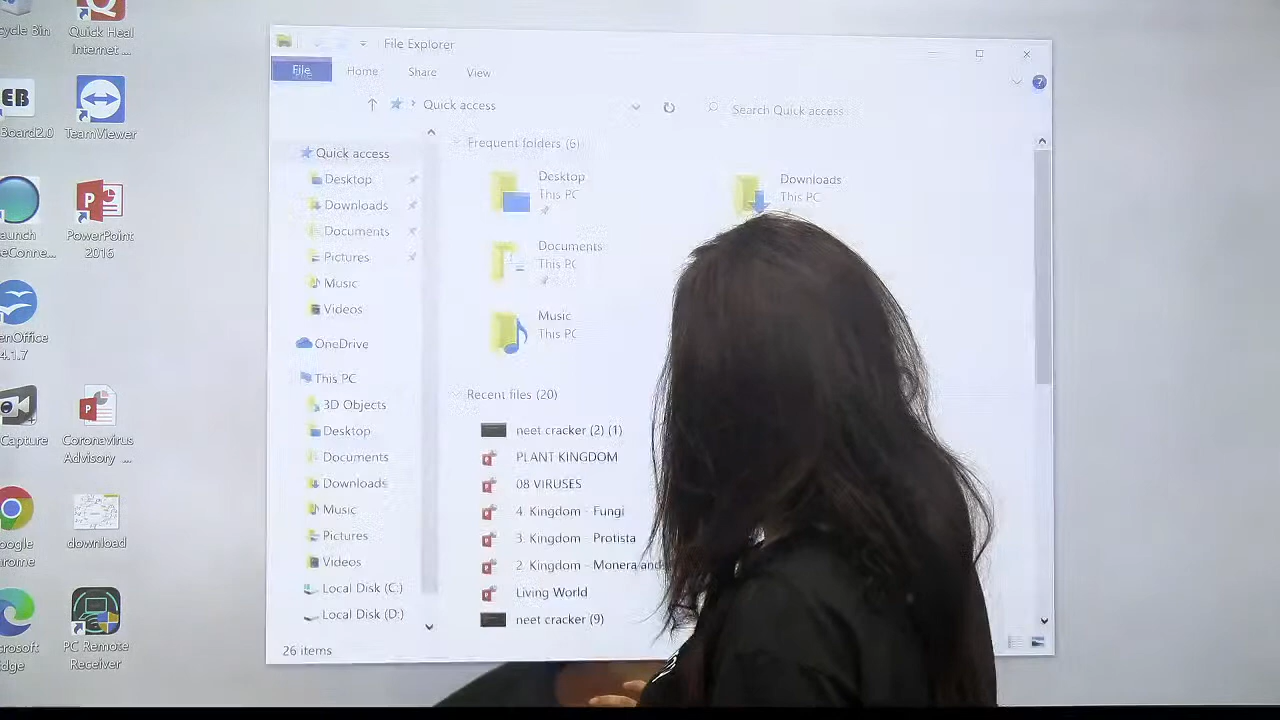 cycle Bin
Quick Heal
Internet ...
EB
Board2.0
TeamViewer
aunch
eConne...
PowerPoint
2016
enOffice
4.1.7
Capture
Coronavirus
Advisory ...
oogle
hrome
download
crosoft
dge
PC Remote
Receiver
File Explorer
File
Home
Share
View
?
Quick access
Search Quick access
Quick access
Desktop
Downloads
Documents
Pictures
Music
Videos
OneDrive
This PC
3D Objects
Desktop
Documents
Downloads
Music
Pictures
Videos
Local Disk (C:)
Local Disk (D:)
Frequent folders (6)
Desktop
This PC
Downloads
This PC
Documents
This PC
Music
This PC
Recent files (20)
neet cracker (2) (1)
PLANT KINGDOM
08 VIRUSES
4. Kingdom - Fungi
3. Kingdom - Protista
2. Kingdom - Monera and
Living World
neet cracker (9)
26 items